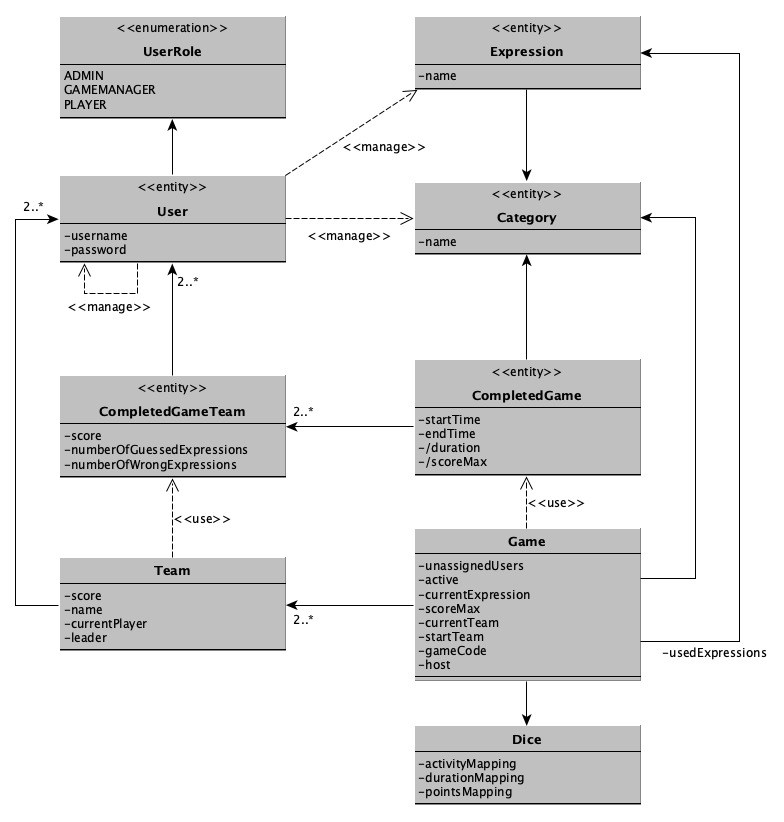 <<enumeration>>
UserRole
ADMIN
GAMEMANAGER
PLAYER
<<entity>>
Expression
-name
<<manage>>
<<entity>>
User
-username
-password
2..*
<<manage>>
<<entity>>
Category
-name
<<manage>>
2..*
<<entity>>
CompletedGameTeam
-score
-numberOfGuessedExpressions
-numberOfWrongExpressions
2..*
<<entity>>
CompletedGame
-startTime
-endTime
-/duration
-/scoreMax
<<use>>
<<use>>
Team
-score
-name
-currentPlayer
-leader
2..*
Game
-unassignedUsers
-active
-currentExpression
-scoreMax
-currentTeam
-startTeam
-gameCode
-host
-usedExpressions
Dice
-activityMapping
-durationMapping
-pointsMapping